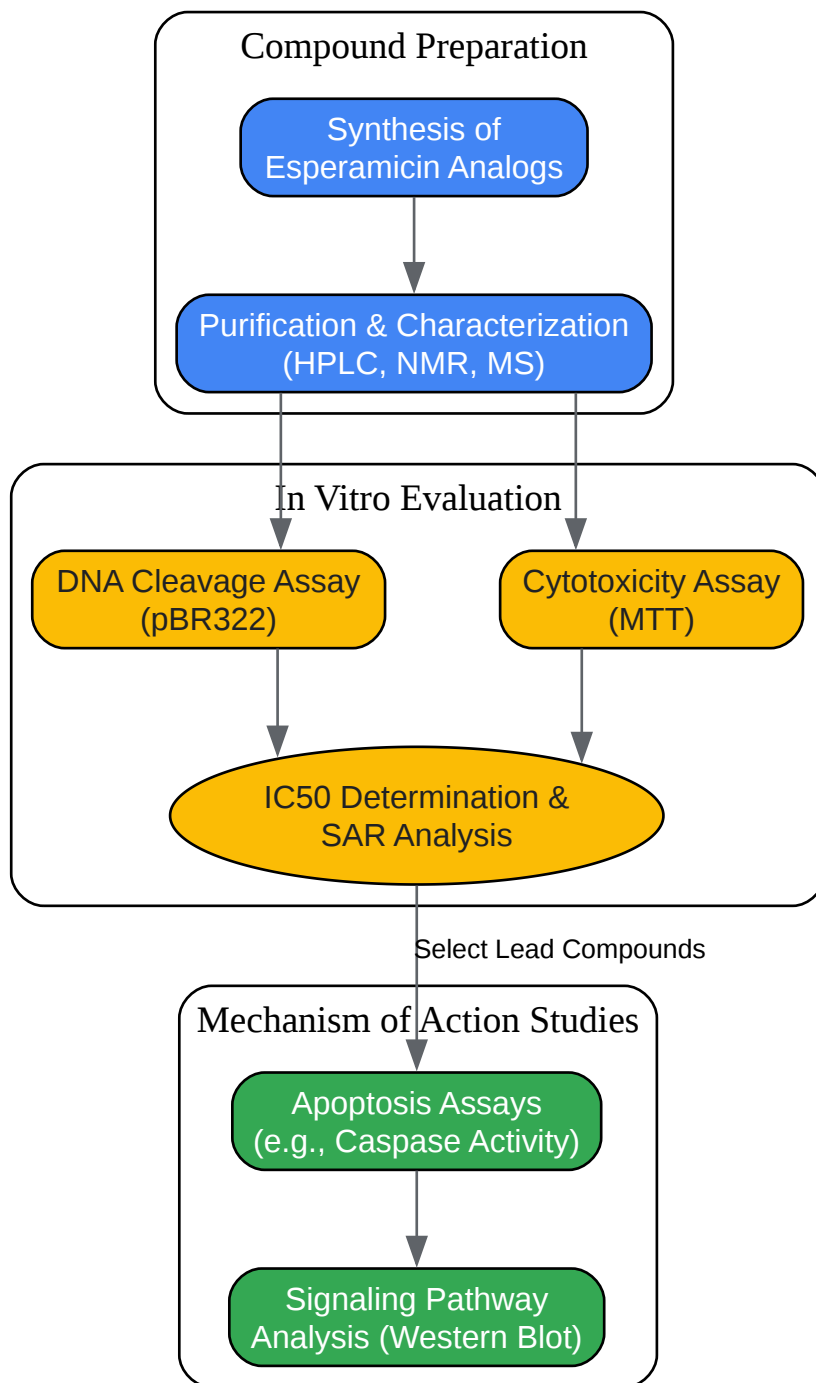 Compound Preparation
Synthesis of
Esperamicin Analogs
Purification & Characterization
(HPLC, NMR, MS)
In Vitro Evaluation
DNA Cleavage Assay
(pBR322)
Cytotoxicity Assay
(MTT)
IC50 Determination &
SAR Analysis
Select Lead Compounds
Mechanism of Action Studies
Apoptosis Assays
(e.g., Caspase Activity)
Signaling Pathway
Analysis (Western Blot)